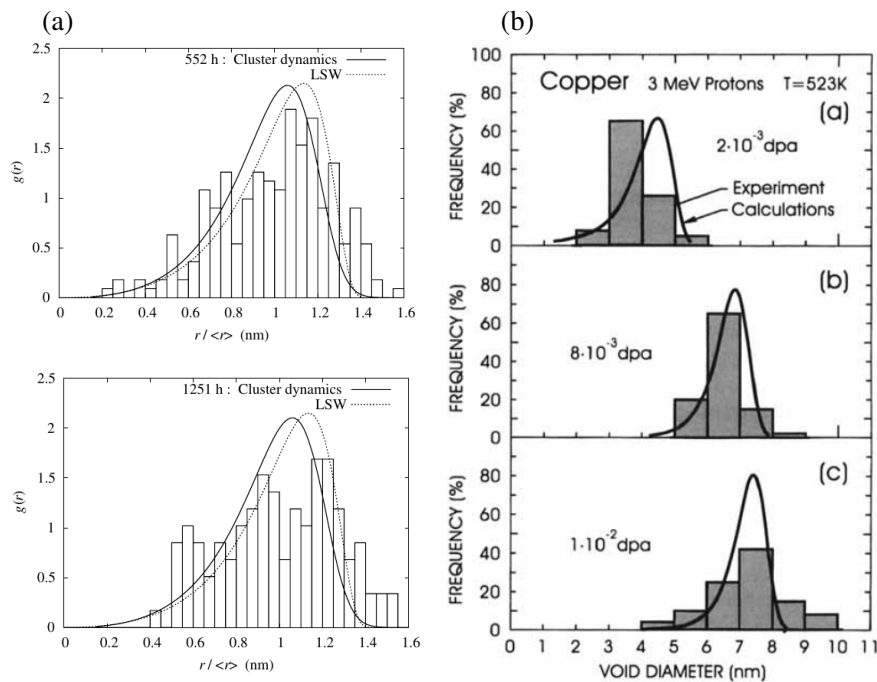 (a)
552 h : Cluster dynamics
LSW
g(r)
2.5
2
1.5
1
0.5
0
0 0.2 0.4 0.6 0.8 1 1.2 1.4 1.6
r / <r> (nm)
1251 h : Cluster dynamics
LSW
g(r)
2.5
2
1.5
1
0.5
0
0 0.2 0.4 0.6 0.8 1 1.2 1.4 1.6
r / <r> (nm)
(b)
Copper 3 MeV Protons T=523K
(a)
2·10⁻³dpa
Experiment
Calculations
FREQUENCY (%)
100
80
60
40
20
0
(b)
8·10⁻³dpa
FREQUENCY (%)
80
60
40
20
0
(c)
1·10⁻²dpa
FREQUENCY (%)
80
60
40
20
0
0 1 2 3 4 5 6 7 8 9 10 11
VOID DIAMETER (nm)